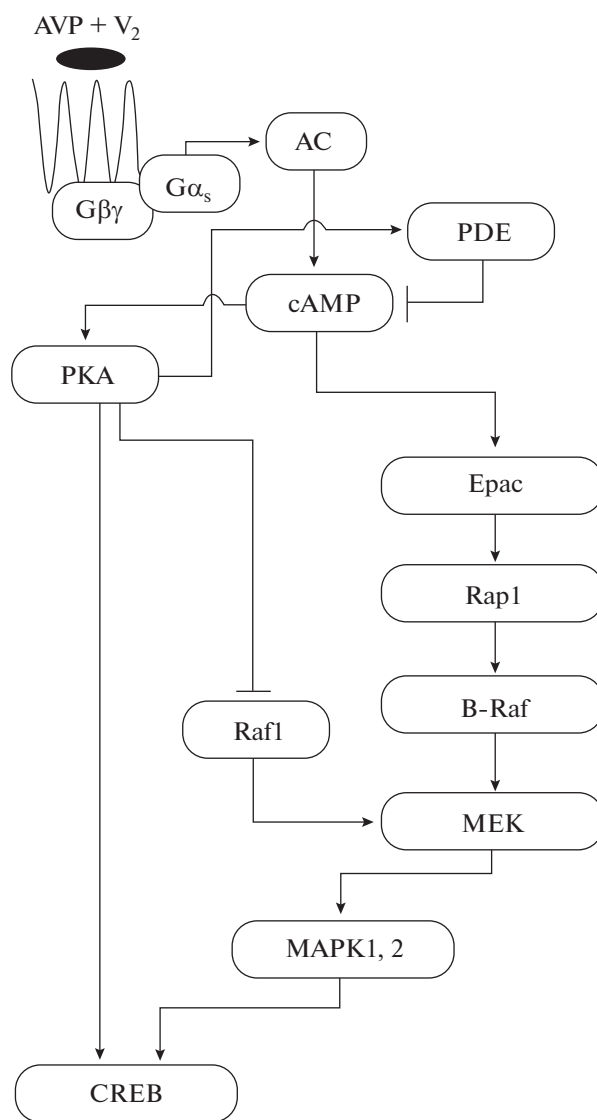 AVP + V₂
AC
Gαₛ
Gβγ
PDE
cAMP
PKA
Epac
Rap1
B-Raf
Raf1
MEK
MAPK1, 2
CREB